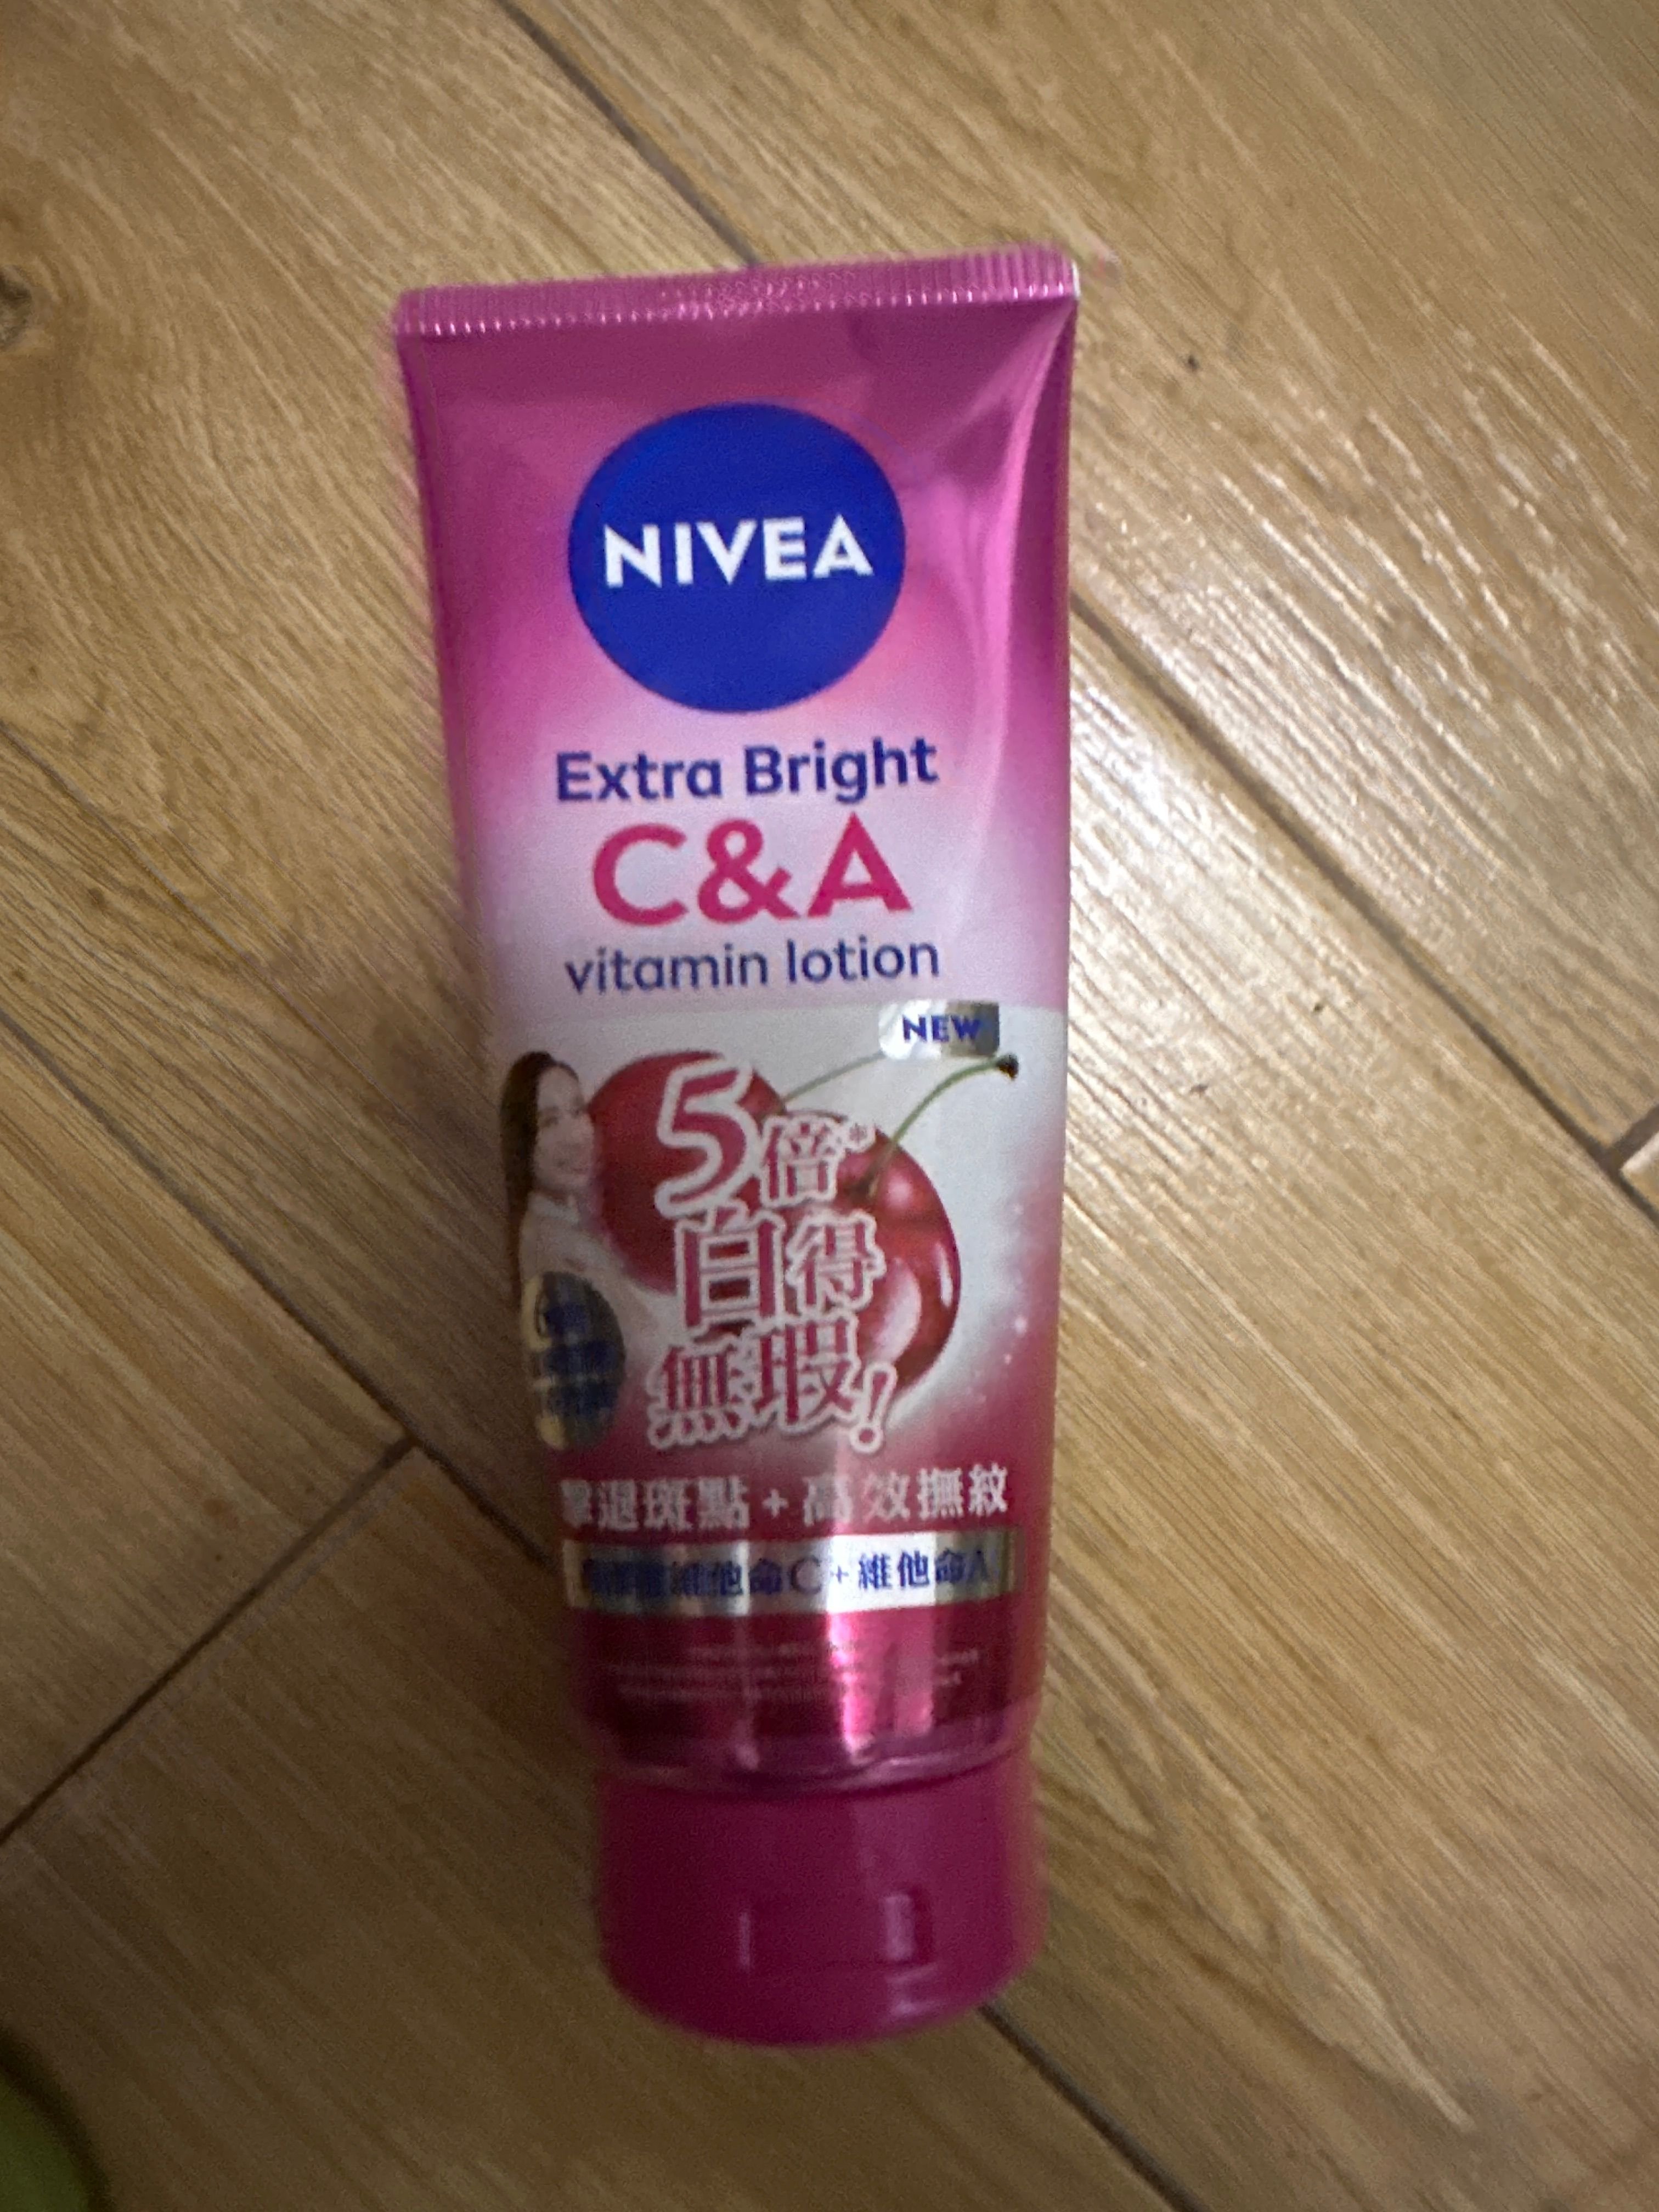 NIVEA
Extra Bright
C&A
vitamin lotion
NEW
5倍*
白得
無瑕!
擊退斑點+高效撫紋
維他命C+維他命A